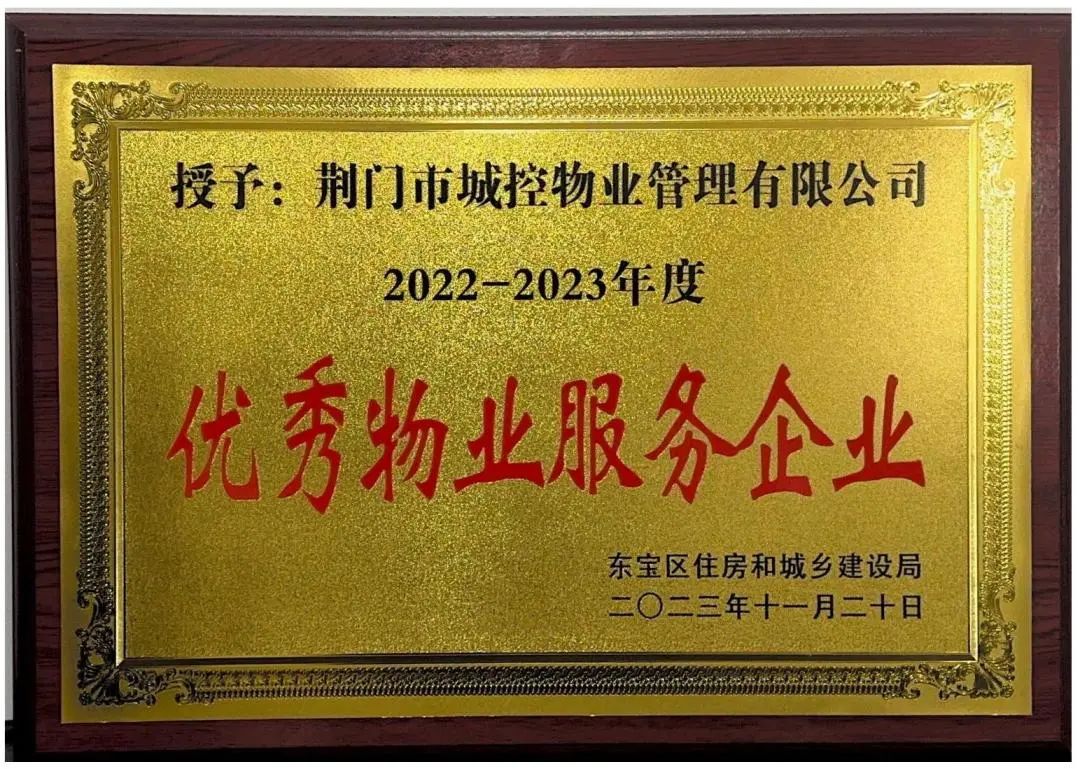 授予：荆门市城控物业管理有限公司
2022-2023年度
优秀物业服务企业
东宝区住房和城乡建设局
二〇二三年十一月二十日